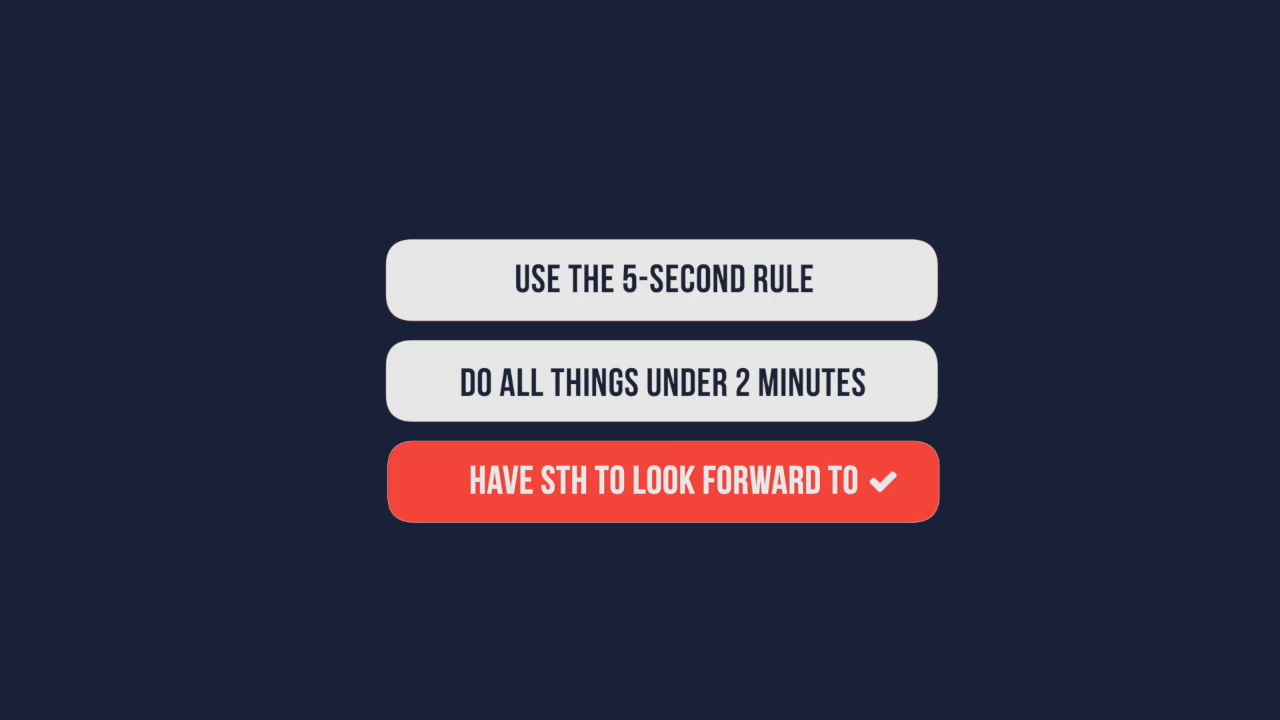 USE THE 5-SECOND RULE
DO ALL THINGS UNDER 2 MINUTES
HAVE STH TO LOOK FORWARD TO ✔